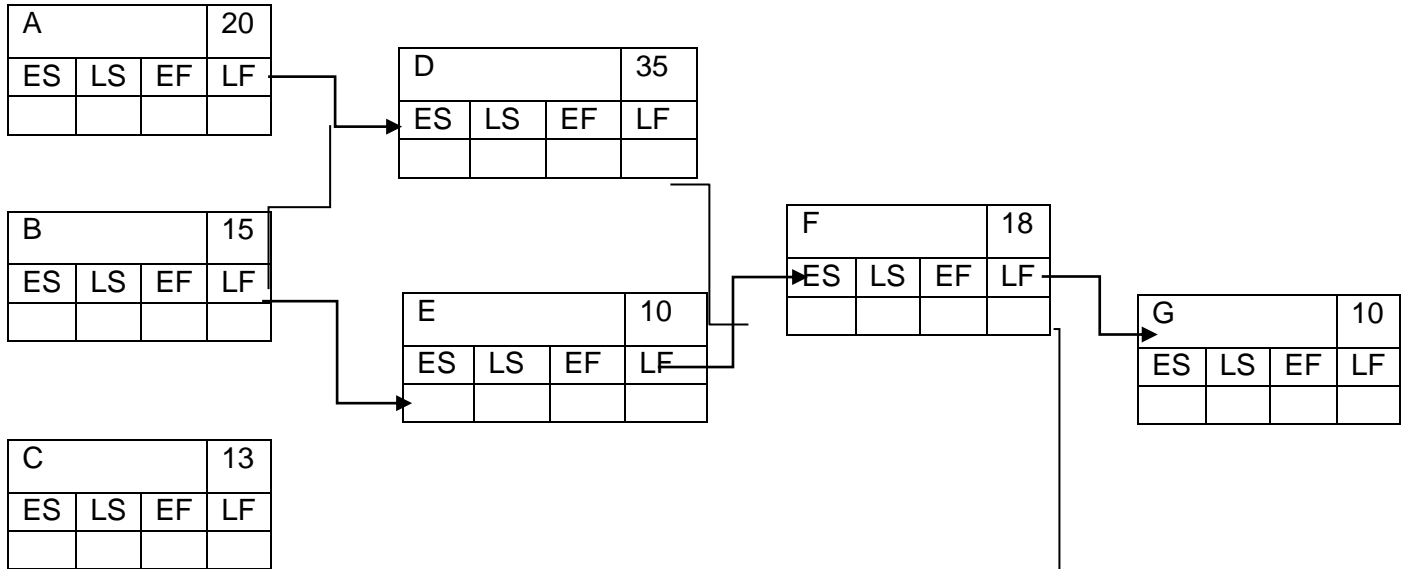 A 20
ES LS EF LF
D 35
ES LS EF LF
B 15
ES LS EF LF
F 18
ES LS EF LF
E 10
ES LS EF LF
G 10
ES LS EF LF
C 13
ES LS EF LF